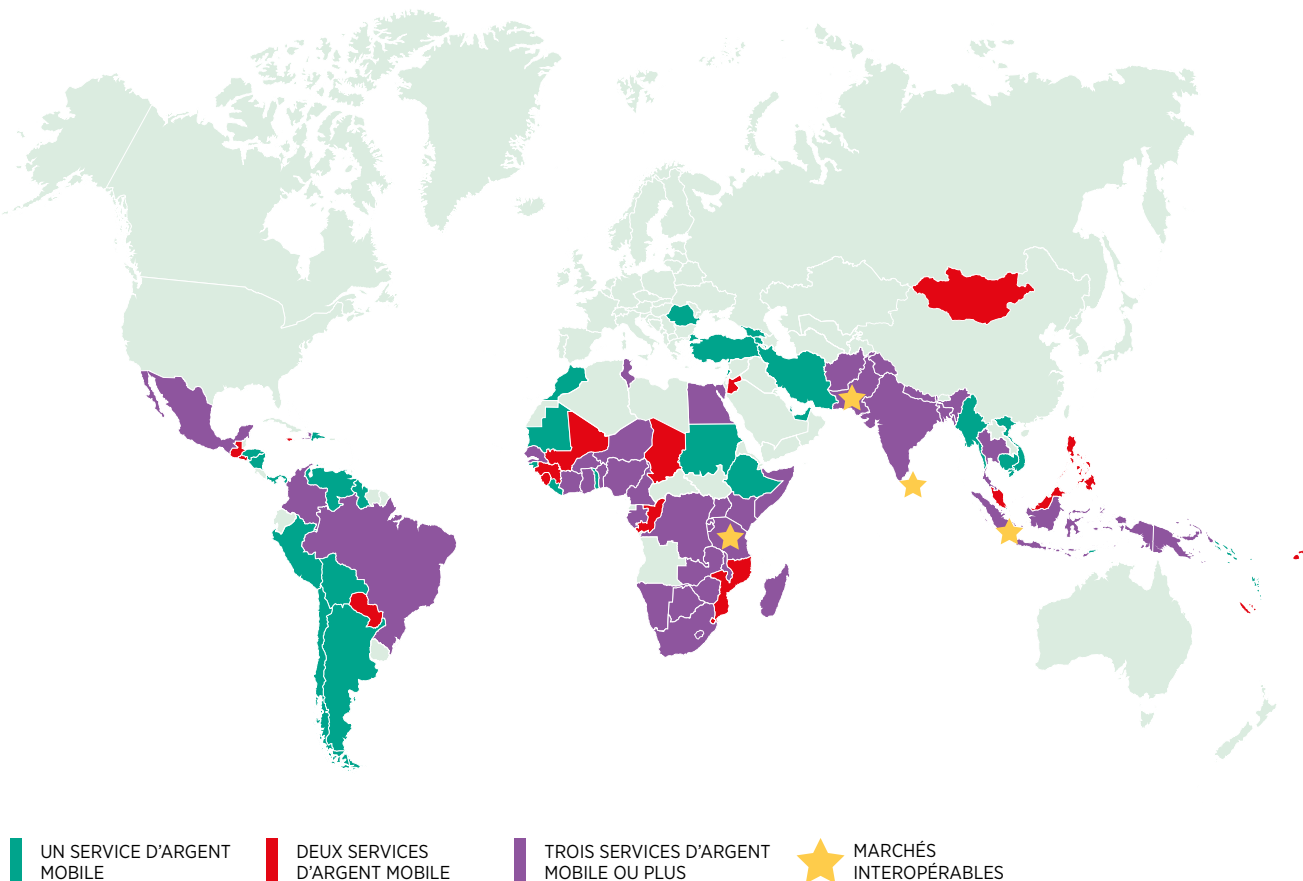 UN SERVICE D'ARGENT
MOBILE
DEUX SERVICES
D'ARGENT MOBILE
TROIS SERVICES D'ARGENT
MOBILE OU PLUS
MARCHÉS
INTEROPÉRABLES